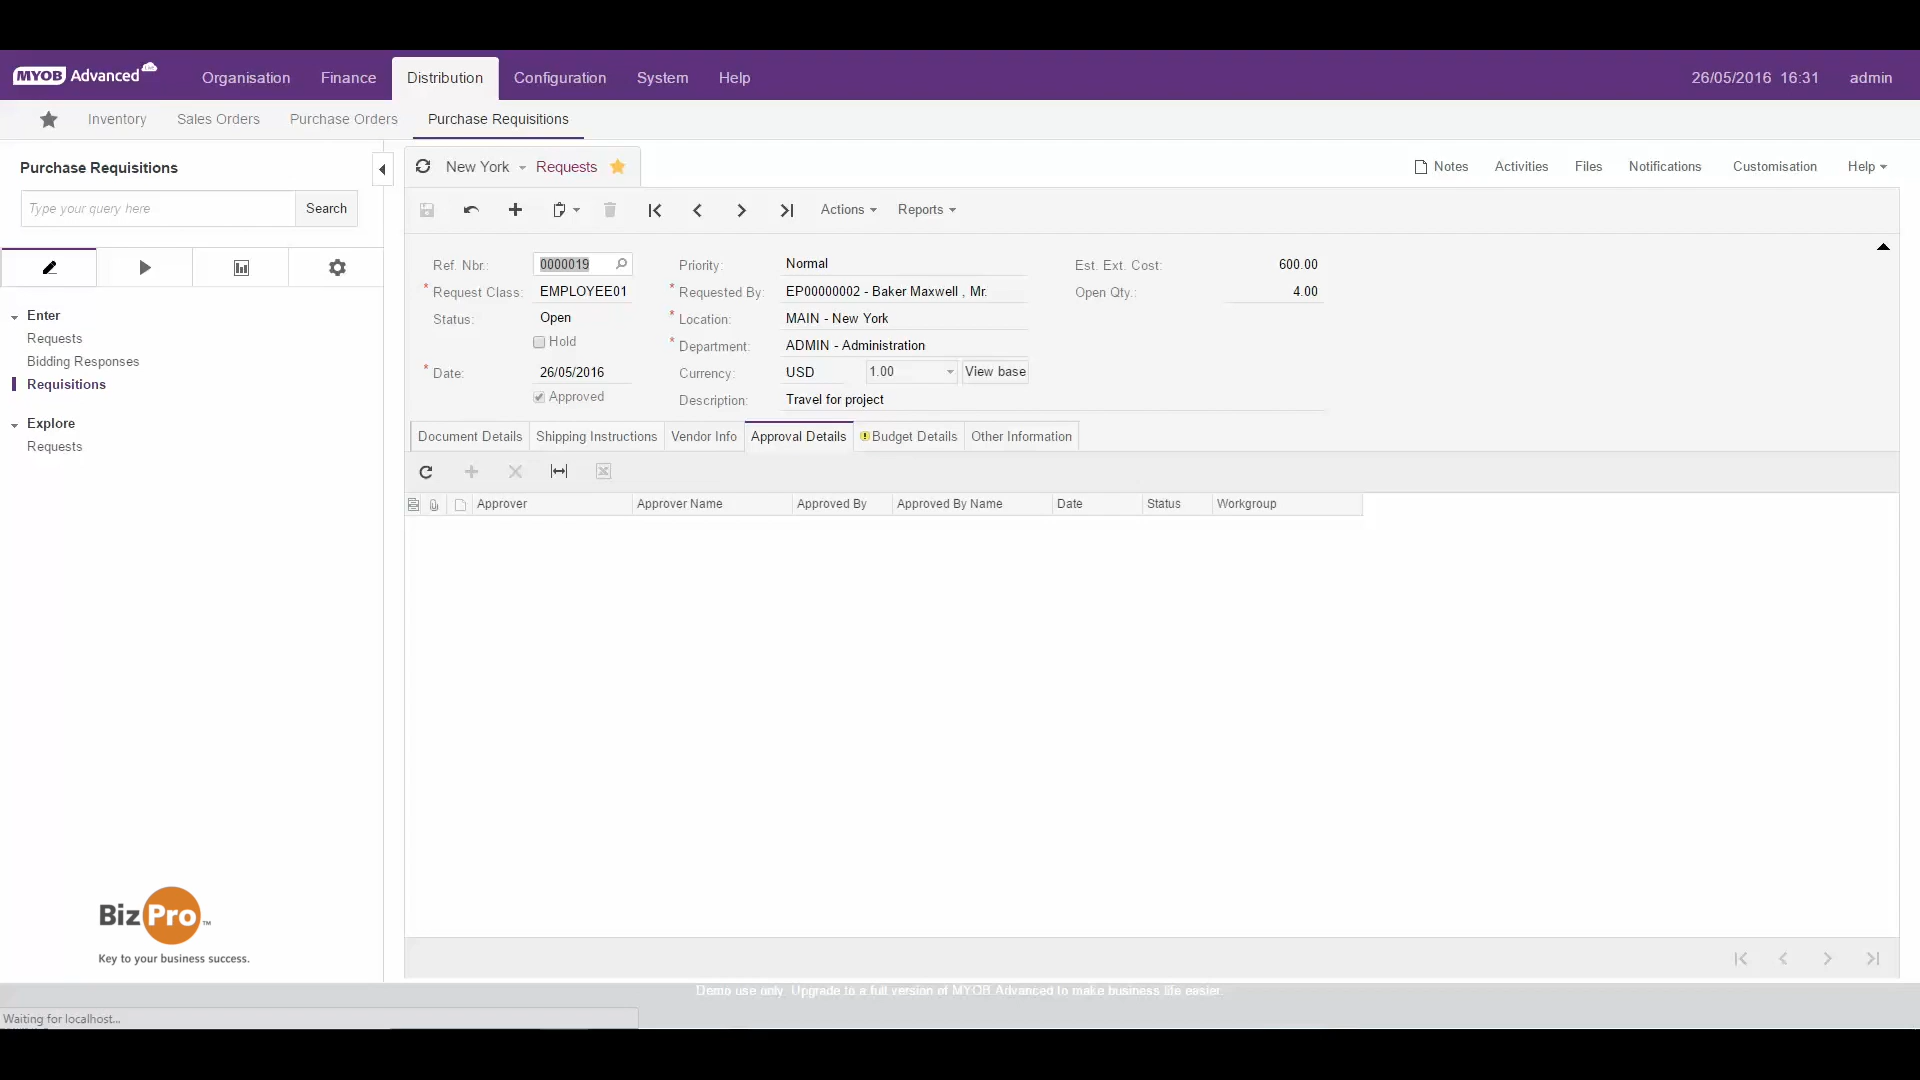 MYOB Advanced
Organisation Finance Distribution Configuration System Help
26/05/2016 16:31 admin
Inventory Sales Orders Purchase Orders Purchase Requisitions
Purchase Requisitions
Type your query here Search
Enter
Requests
Bidding Responses
Requisitions
Explore
Requests
BizPro™
Key to your business success.
New York Requests
Notes Activities Files Notifications Customisation Help
Actions Reports
Ref. Nbr.: 0000019 Priority: Normal Est. Ext. Cost: 600.00
* Request Class: EMPLOYEE01 * Requested By: EP00000002 - Baker Maxwell , Mr. Open Qty.: 4.00
Status: Open * Location: MAIN - New York
Hold * Department: ADMIN - Administration
* Date: 26/05/2016 Currency: USD 1.00 View base
Approved Description: Travel for project
Document Details Shipping Instructions Vendor Info Approval Details Budget Details Other Information
Approver Approver Name Approved By Approved By Name Date Status Workgroup
Demo use only. Upgrade to a full version of MYOB Advanced to make business life easier.
Waiting for localhost...